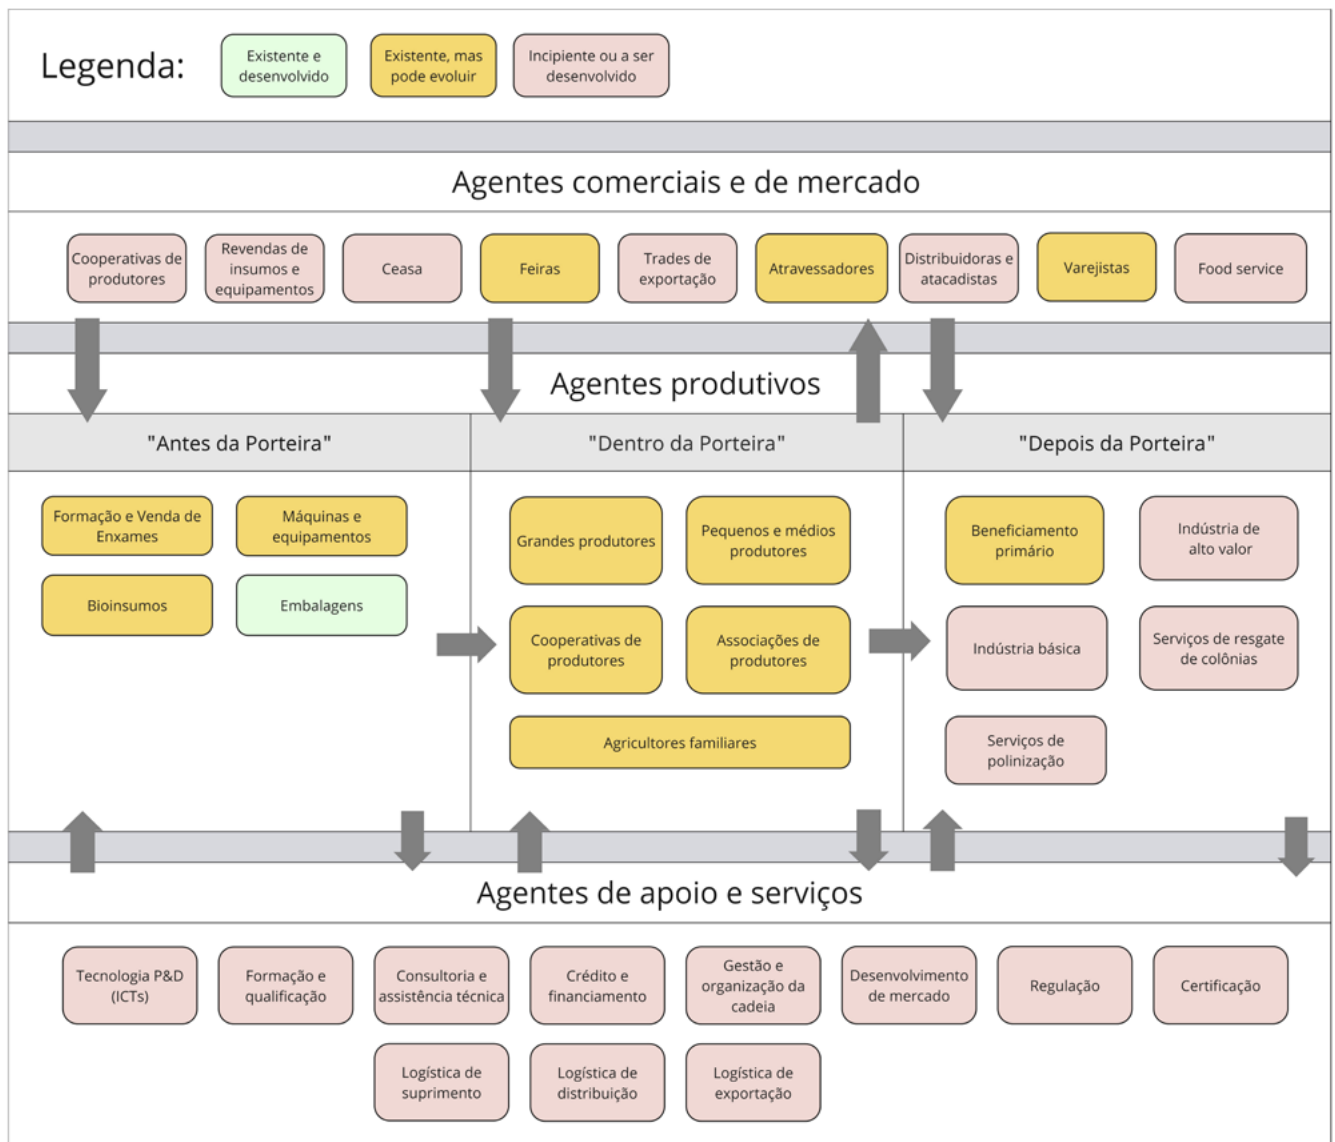 Legenda:
Existente e
desenvolvido
Existente, mas
pode evoluir
Incipiente ou a ser
desenvolvido
Agentes comerciais e de mercado
Cooperativas de
produtores
Revendas de
insumos e
equipamentos
Ceasa
Feiras
Trades de
exportação
Atravessadores
Distribuidoras e
atacadistas
Varejistas
Food service
Agentes produtivos
"Antes da Porteira"
"Dentro da Porteira"
"Depois da Porteira"
Formação e Venda de
Enxames
Máquinas e
equipamentos
Bioinsumos
Embalagens
Grandes produtores
Pequenos e médios
produtores
Cooperativas de
produtores
Associações de
produtores
Agricultores familiares
Beneficiamento
primário
Indústria de
alto valor
Indústria básica
Serviços de resgate
de colônias
Serviços de
polinização
Agentes de apoio e serviços
Tecnologia P&D
(ICTs)
Formação e
qualificação
Consultoria e
assistência técnica
Crédito e
financiamento
Gestão e
organização da
cadeia
Desenvolvimento
de mercado
Regulação
Certificação
Logística de
suprimento
Logística de
distribuição
Logística de
exportação